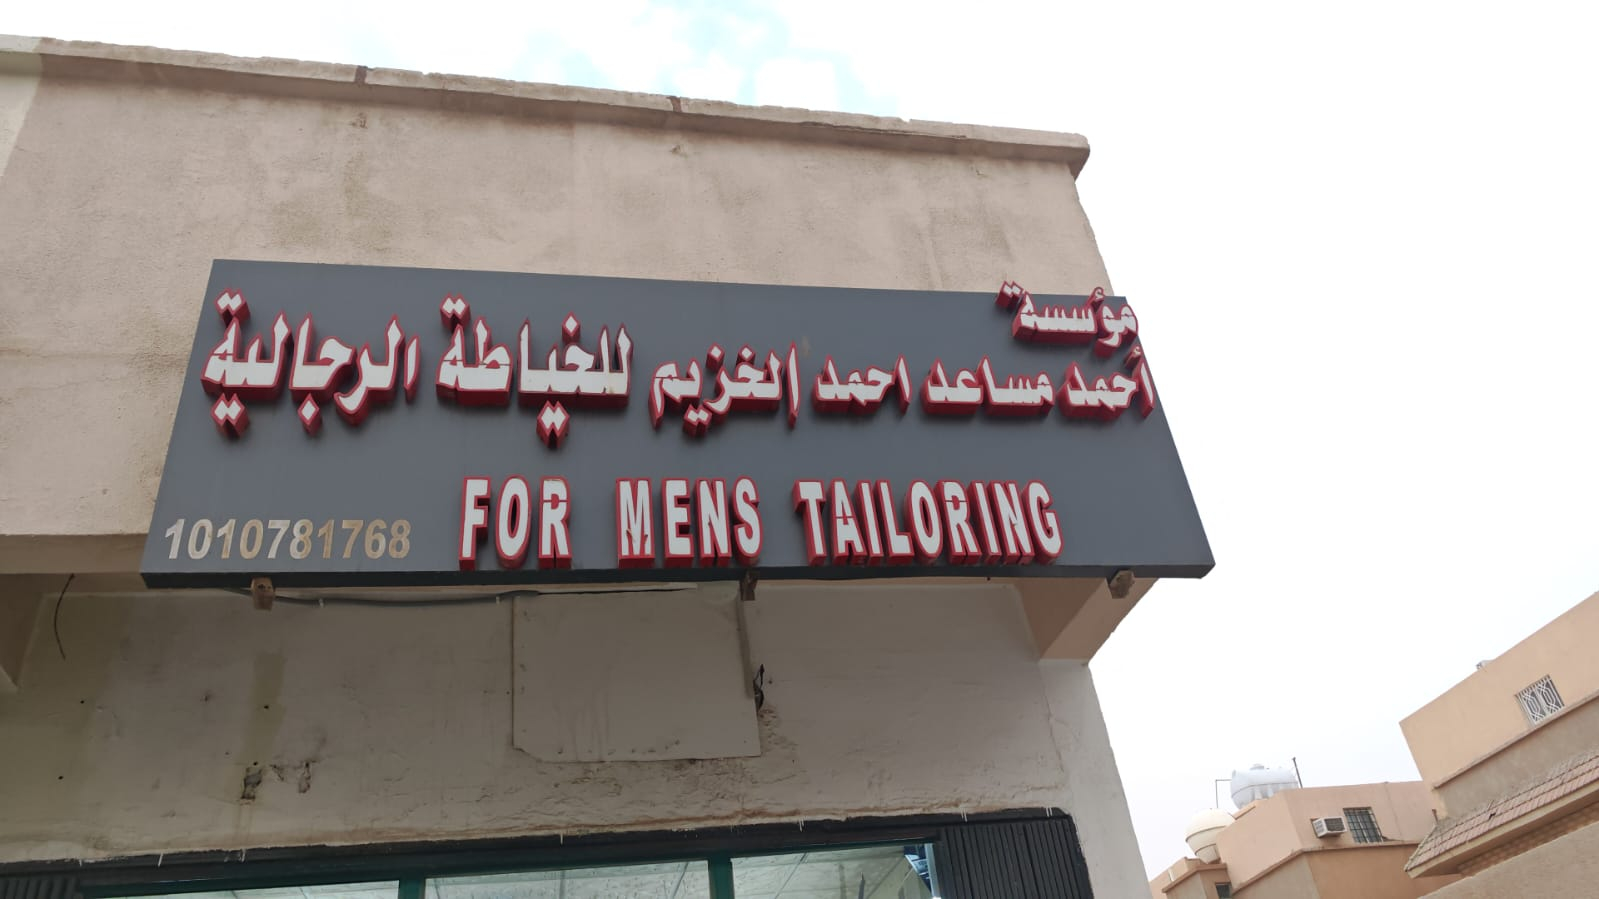 مؤسسة
أحمد مساعد احمد الخزيم للخياطة الرجالية
FOR MENS TAILORING
1010781768